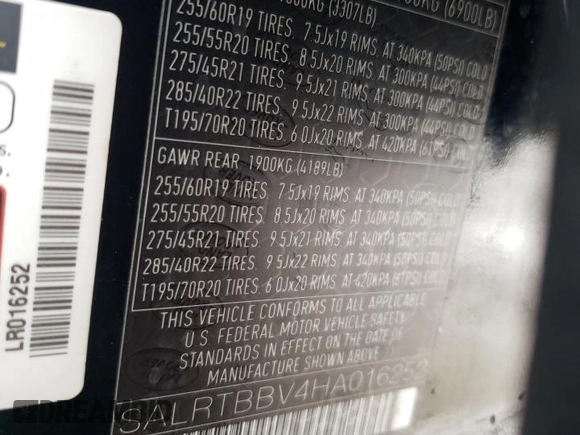 (6900LB)
(3307LB)
255/60R19 TIRES 7.5Jx19 RIMS AT 340KPA (50PSI) COLD
255/55R20 TIRES 8.5Jx20 RIMS AT 300KPA (44PSI) COLD
275/45R21 TIRES 9.5Jx21 RIMS AT 300KPA (44PSI) COLD
285/40R22 TIRES 9.5Jx22 RIMS AT 300KPA (44PSI) COLD
T195/70R20 TIRES 6.0Jx20 RIMS AT 420KPA (61PSI) COLD
GAWR REAR 1900KG (4189LB)
255/60R19 TIRES 7.5Jx19 RIMS AT 340KPA (50PSI) COLD
255/55R20 TIRES 8.5Jx20 RIMS AT 340KPA (50PSI) COLD
275/45R21 TIRES 9.5Jx21 RIMS AT 340KPA (50PSI) COLD
285/40R22 TIRES 9.5Jx22 RIMS AT 340KPA (50PSI) COLD
T195/70R20 TIRES 6.0Jx20 RIMS AT 420KPA (61PSI) COLD
THIS VEHICLE CONFORMS TO ALL APPLICABLE
U S FEDERAL MOTOR VEHICLE SAFETY
STANDARDS IN EFFECT ON THE DATE OF
MANUFACTURE SHOWN ABOVE
SALRTBBV4HA016252
LR016252